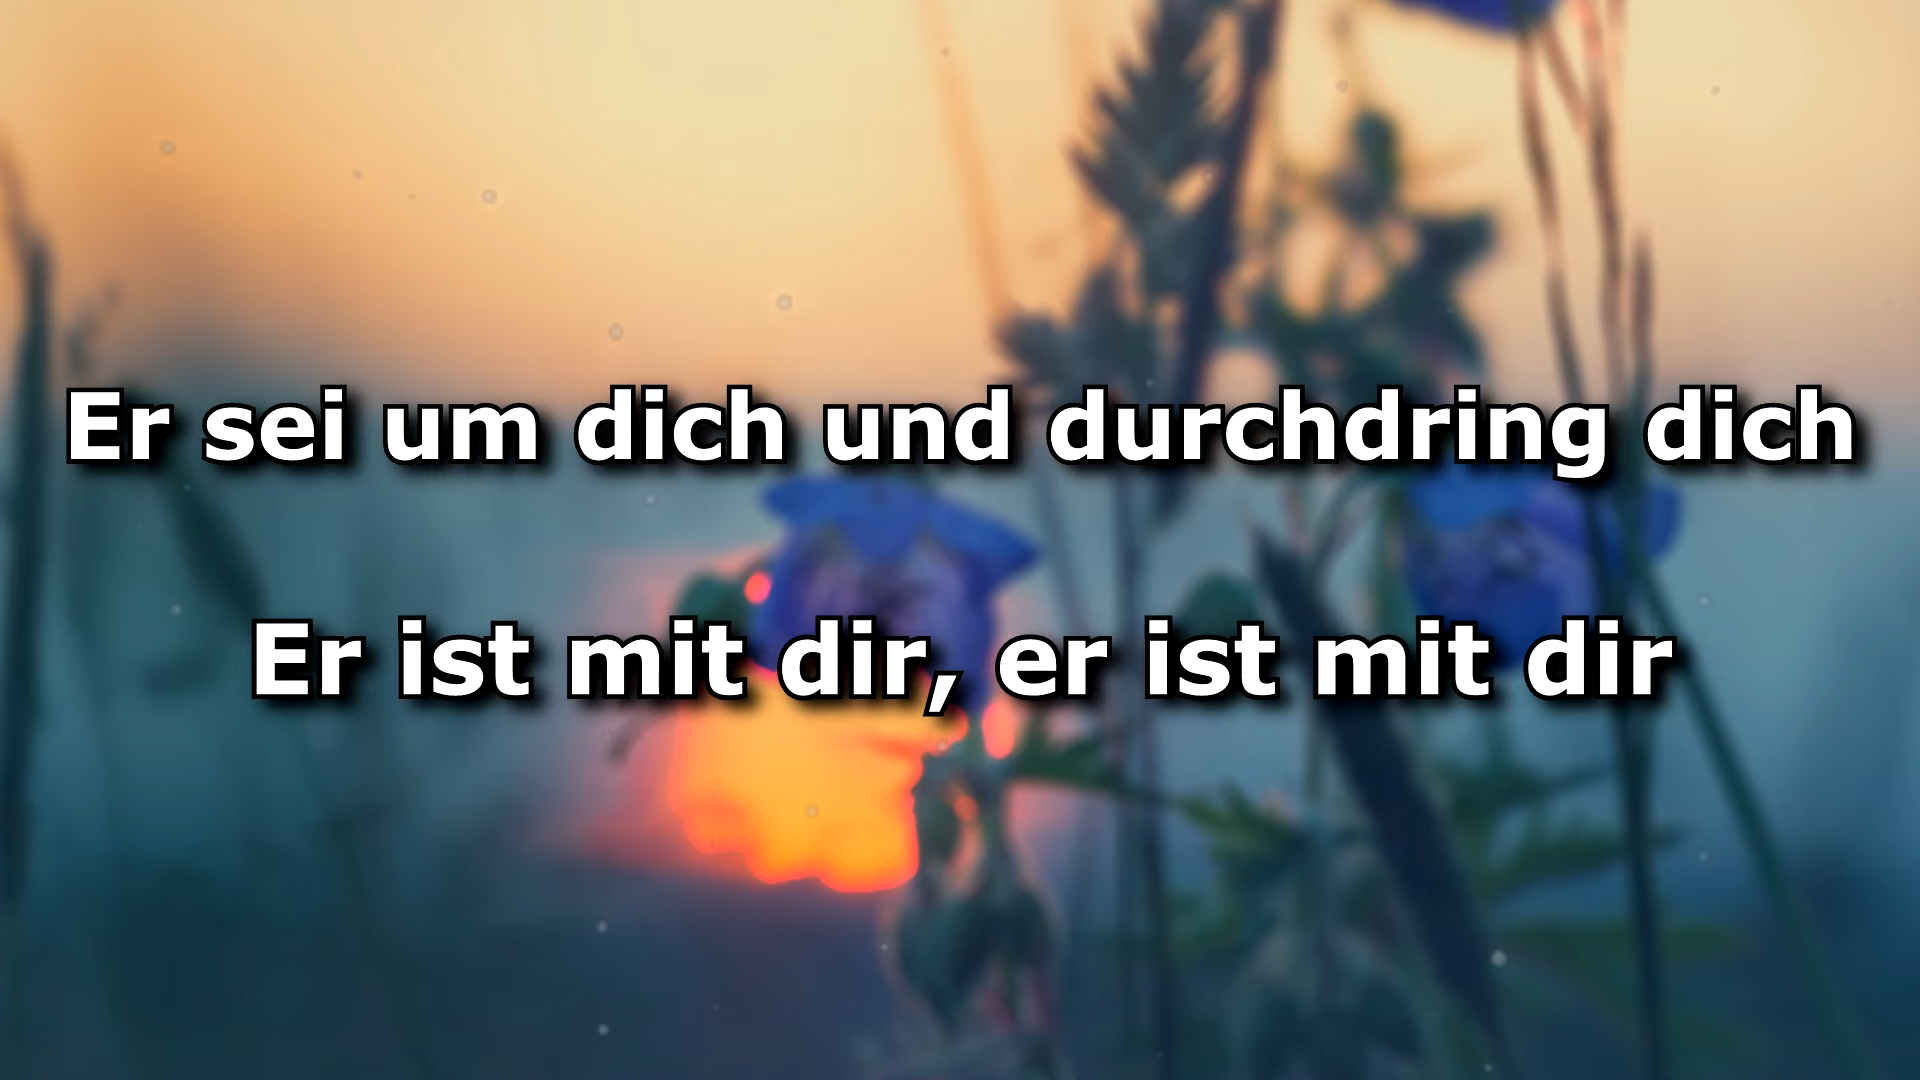 Er sei um dich und durchdring dich
Er ist mit dir, er ist mit dir